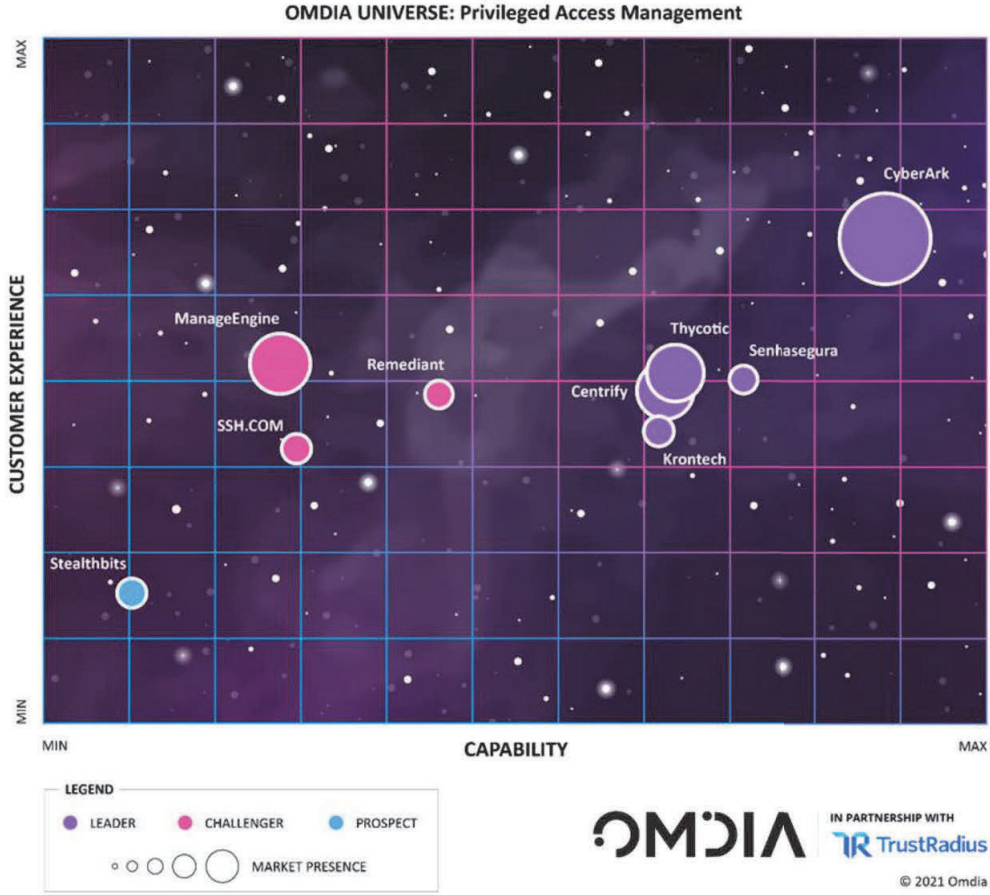 OMDIA UNIVERSE: Privileged Access Management
MAX
CUSTOMER EXPERIENCE
MIN
CyberArk
ManageEngine
Thycotic
Senhasegura
Remediant
Centrify
SSH.COM
Krontech
Stealthbits
MIN
CAPABILITY
MAX
LEGEND
LEADER
CHALLENGER
PROSPECT
MARKET PRESENCE
OMDIA
IN PARTNERSHIP WITH
TR TrustRadius
© 2021 Omdia